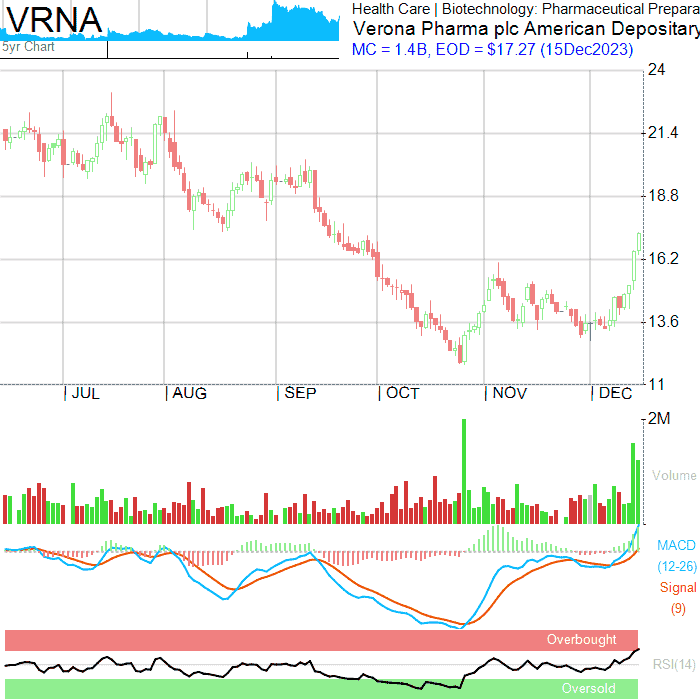 VRNA
5yr Chart
Health Care | Biotechnology: Pharmaceutical Prepara
Verona Pharma plc American Depositary
MC = 1.4B, EOD = $17.27 (15Dec2023)
24
21.4
18.8
16.2
13.6
11
JUL AUG SEP OCT NOV DEC
2M
Volume
MACD
(12-26)
Signal
(9)
Overbought
RSI(14)
Oversold